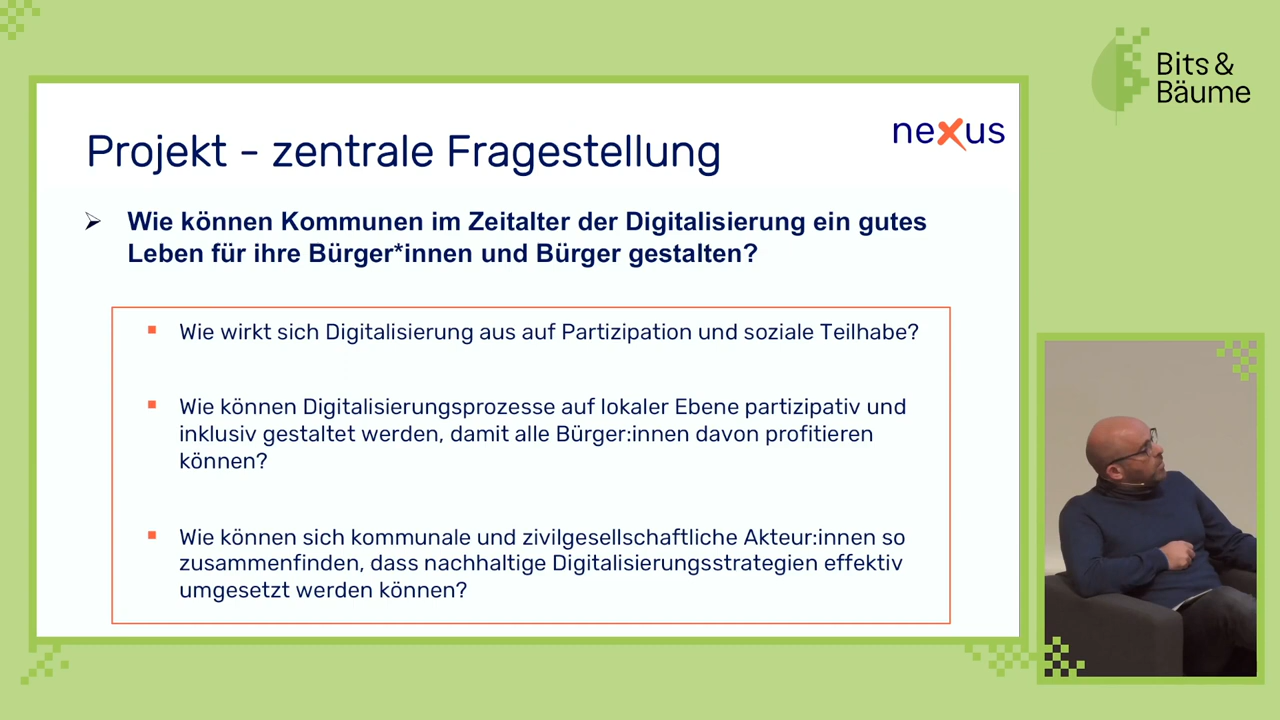 Bits &
Bäume
nexus
Projekt - zentrale Fragestellung
Wie können Kommunen im Zeitalter der Digitalisierung ein gutes
Leben für ihre Bürger*innen und Bürger gestalten?
Wie wirkt sich Digitalisierung aus auf Partizipation und soziale Teilhabe?
Wie können Digitalisierungsprozesse auf lokaler Ebene partizipativ und
inklusiv gestaltet werden, damit alle Bürger:innen davon profitieren
können?
Wie können sich kommunale und zivilgesellschaftliche Akteur:innen so
zusammenfinden, dass nachhaltige Digitalisierungsstrategien effektiv
umgesetzt werden können?